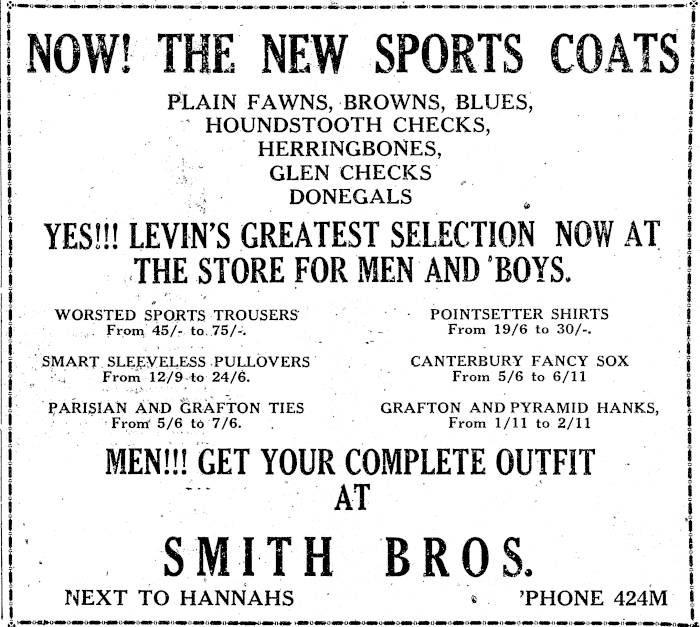 NOW! THE NEW SPORTS COATS
PLAIN FAWNS, BROWNS, BLUES,
HOUNDSTOOTH CHECKS,
HERRINGBONES,
GLEN CHECKS
DONEGALS
YES!!! LEVIN'S GREATEST SELECTION NOW AT
THE STORE FOR MEN AND BOYS.
WORSTED SPORTS TROUSERS
From 45/- to 75/-.
POINTSETTER SHIRTS
From 19/6 to 30/-.
SMART SLEEVELESS PULLOVERS
From 12/9 to 24/6.
CANTERBURY FANCY SOX
From 5/6 to 6/11
PARISIAN AND GRAFTON TIES
From 5/6 to 7/6.
GRAFTON AND PYRAMID HANKS,
From 1/11 to 2/11
MEN!!! GET YOUR COMPLETE OUTFIT
AT
SMITH BROS.
NEXT TO HANNAHS
'PHONE 424M